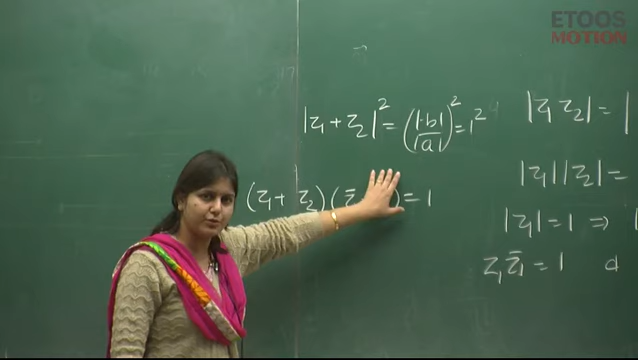 ETOOS
MOTION
|z₁ + z₂|² = (|-b|/|a|)² = 1²
(z₁ + z₂)(z̄ ) = 1
|z₁ z₂| =
|z₁||z₂| =
|z₁| = 1 ⇒
z₁ z̄₁ = 1